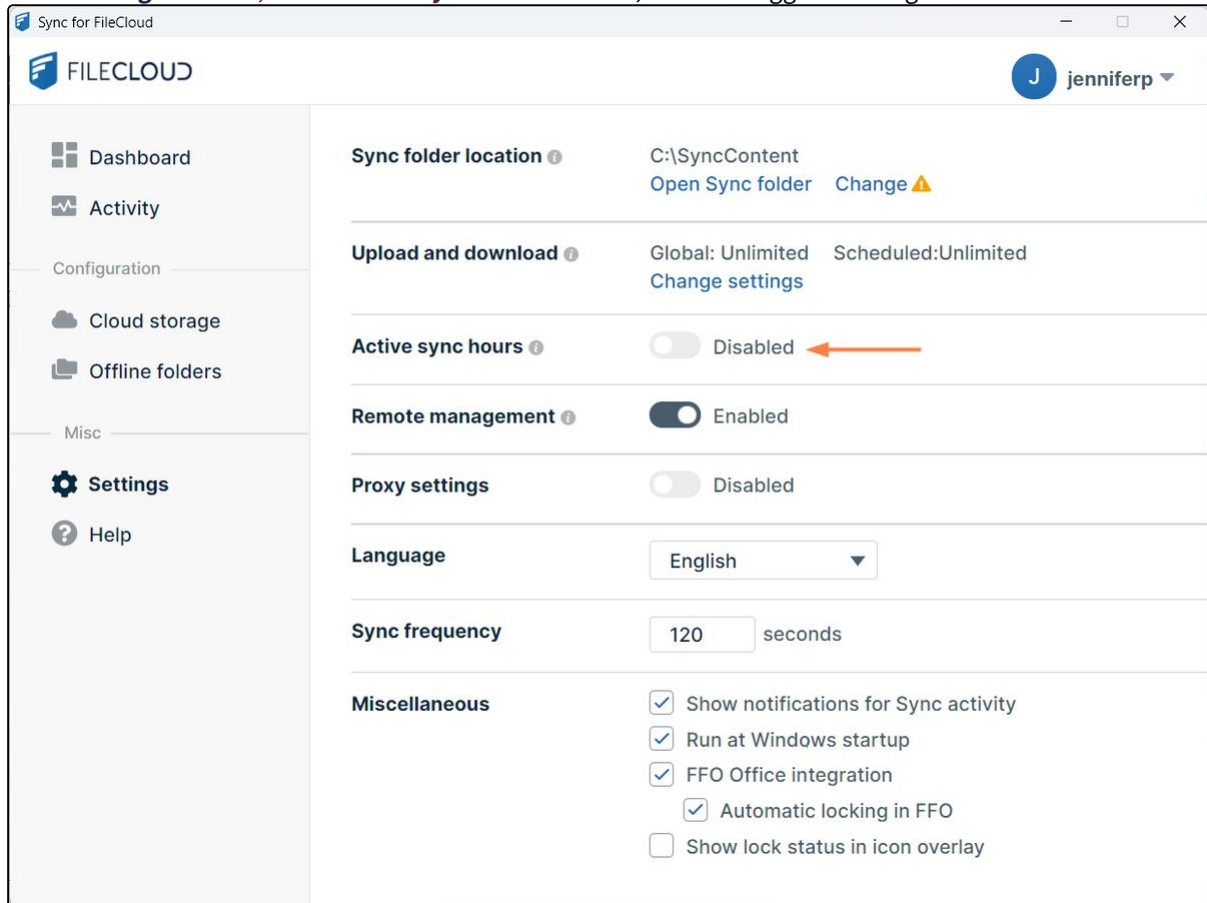 Sync for FileCloud
FILECLOUD
J jenniferp
Dashboard
Activity
Configuration
Cloud storage
Offline folders
Misc
Settings
Help
Sync folder location C:\SyncContent
Open Sync folder Change
Upload and download Global: Unlimited Scheduled:Unlimited
Change settings
Active sync hours Disabled
Remote management Enabled
Proxy settings Disabled
Language English
Sync frequency 120 seconds
Miscellaneous Show notifications for Sync activity
Run at Windows startup
FFO Office integration
Automatic locking in FFO
Show lock status in icon overlay